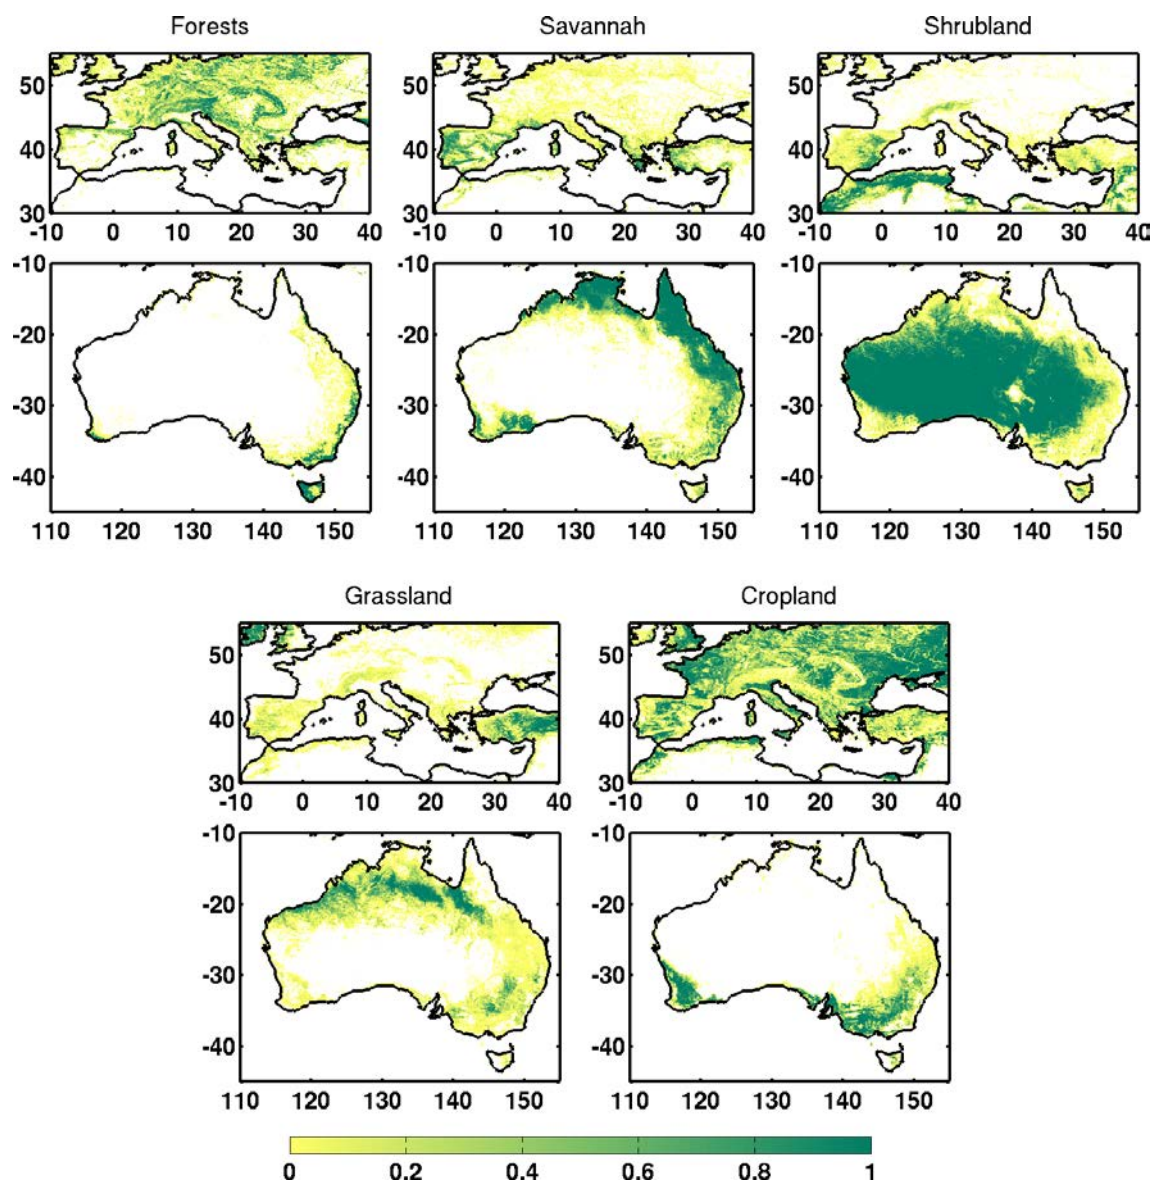 Forests Savannah Shrubland
50 50 50
40 40 40
30 30 30
-10 0 10 20 30 40 -10 0 10 20 30 40 -10 0 10 20 30 40
-10 -10 -10
-20 -20 -20
-30 -30 -30
-40 -40 -40
110 120 130 140 150 110 120 130 140 150 110 120 130 140 150
Grassland Cropland
50 50
40 40
30 30
-10 0 10 20 30 40 -10 0 10 20 30 40
-10 -10
-20 -20
-30 -30
-40 -40
110 120 130 140 150 110 120 130 140 150
0 0.2 0.4 0.6 0.8 1